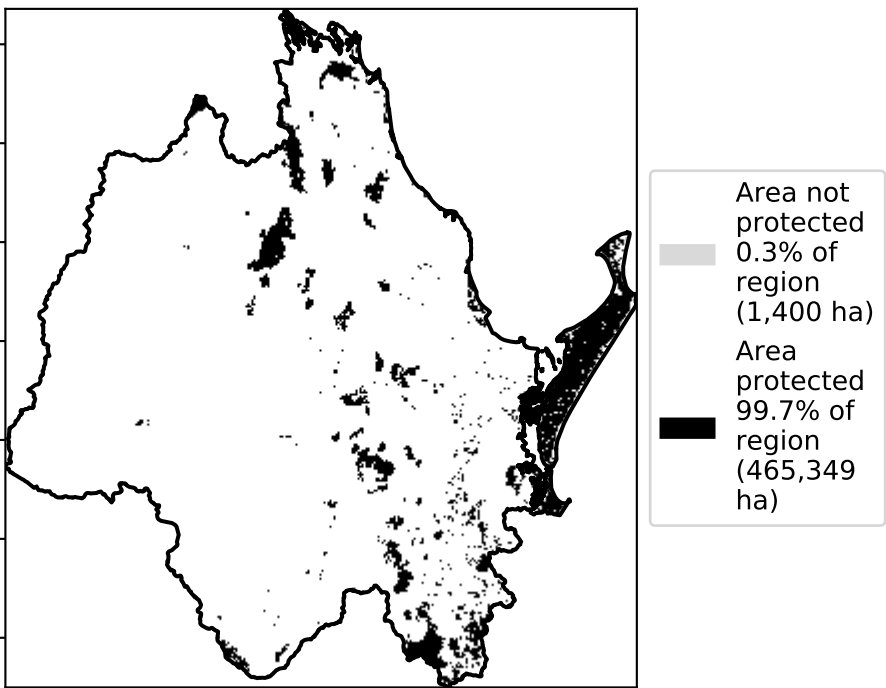 Area not
protected
0.3% of
region
(1,400 ha)
Area
protected
99.7% of
region
(465,349
ha)